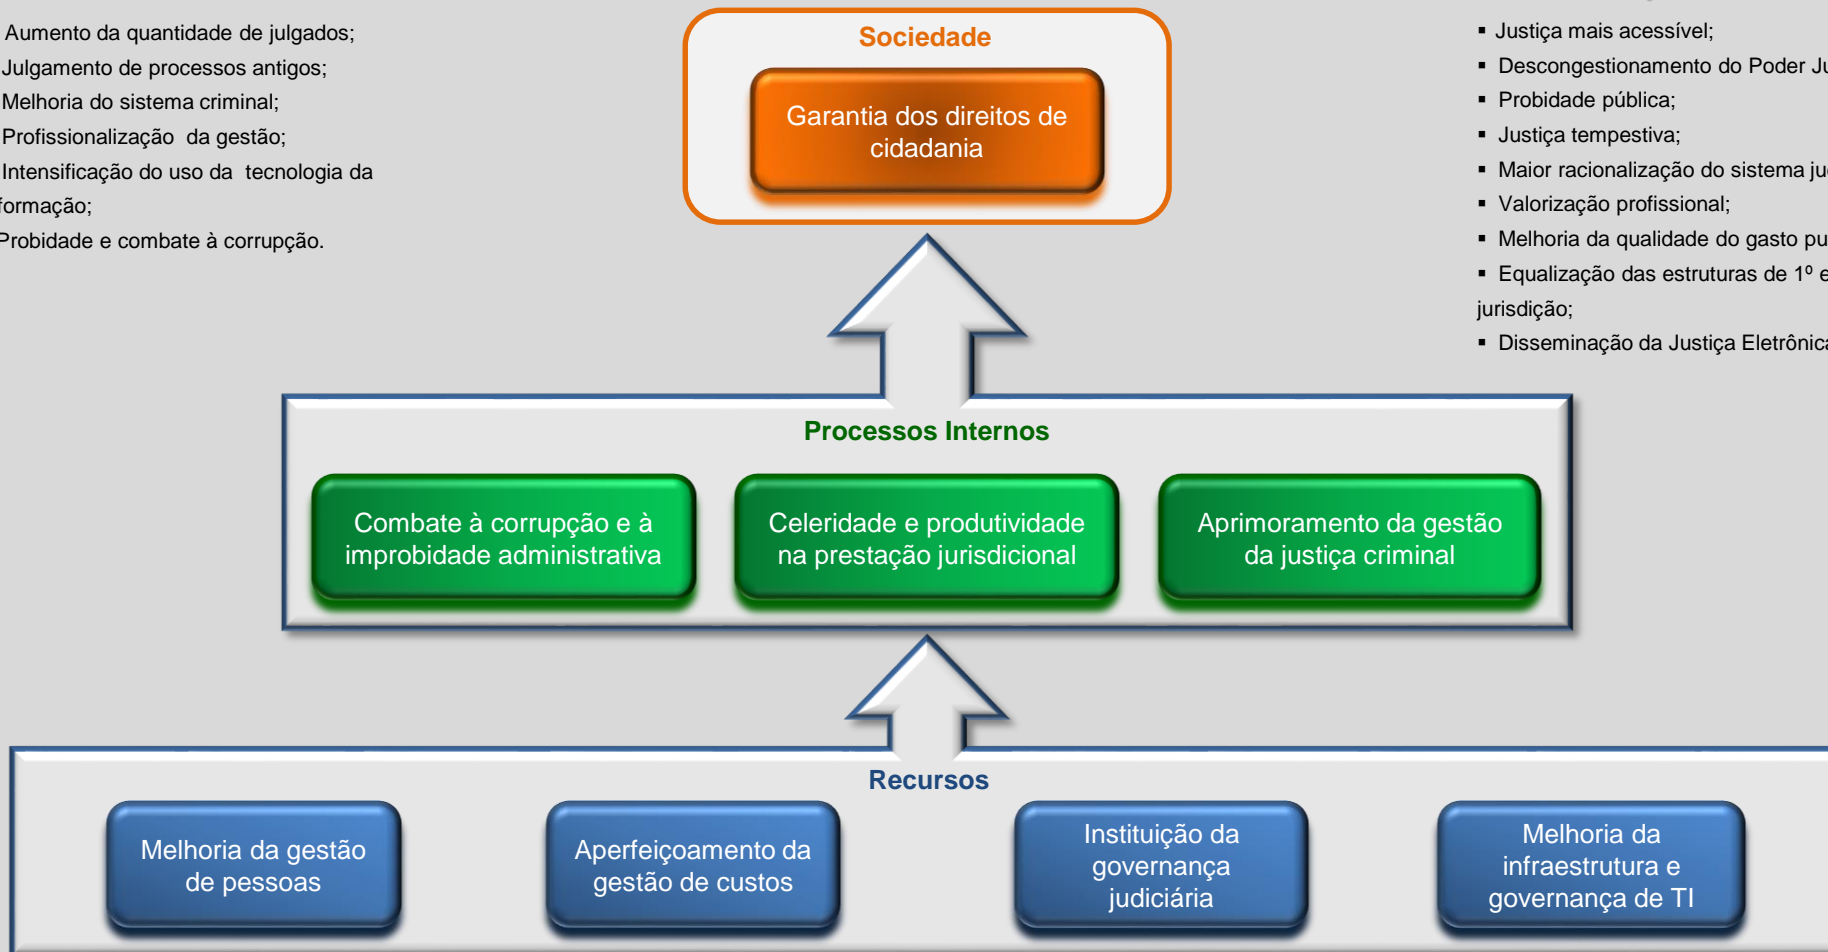 Aumento da quantidade de julgados;
Julgamento de processos antigos;
Melhoria do sistema criminal;
Profissionalização da gestão;
Intensificação do uso da tecnologia da
formação;
Probidade e combate à corrupção.
Sociedade
Garantia dos direitos de
cidadania
▪ Justiça mais acessível;
▪ Descongestionamento do Poder Ju
▪ Probidade pública;
▪ Justiça tempestiva;
▪ Maior racionalização do sistema ju
▪ Valorização profissional;
▪ Melhoria da qualidade do gasto pu
▪ Equalização das estruturas de 1º e
jurisdição;
▪ Disseminação da Justiça Eletrônica
Processos Internos
Combate à corrupção e à
improbidade administrativa
Celeridade e produtividade
na prestação jurisdicional
Aprimoramento da gestão
da justiça criminal
Recursos
Melhoria da gestão
de pessoas
Aperfeiçoamento da
gestão de custos
Instituição da
governança
judiciária
Melhoria da
infraestrutura e
governança de TI